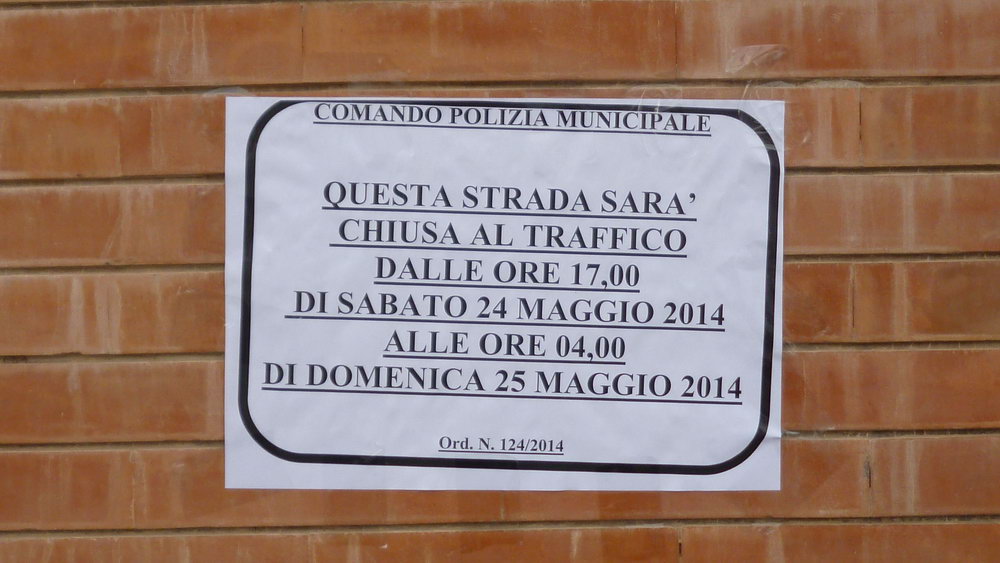 COMANDO POLIZIA MUNICIPALE
QUESTA STRADA SARA'
CHIUSA AL TRAFFICO
DALLE ORE 17,00
DI SABATO 24 MAGGIO 2014
ALLE ORE 04,00
DI DOMENICA 25 MAGGIO 2014
Ord. N. 124/2014